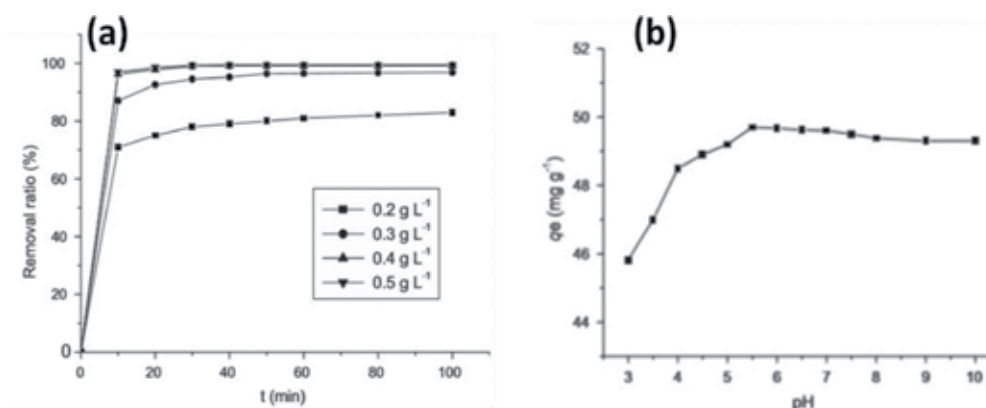 (a)
Removal ratio (%)
100
80
60
40
20
0
0 20 40 60 80 100
t (min)
0.2 g L⁻¹
0.3 g L⁻¹
0.4 g L⁻¹
0.5 g L⁻¹
(b)
qe (mg g⁻¹)
52
50
48
46
44
3 4 5 6 7 8 9 10
pH